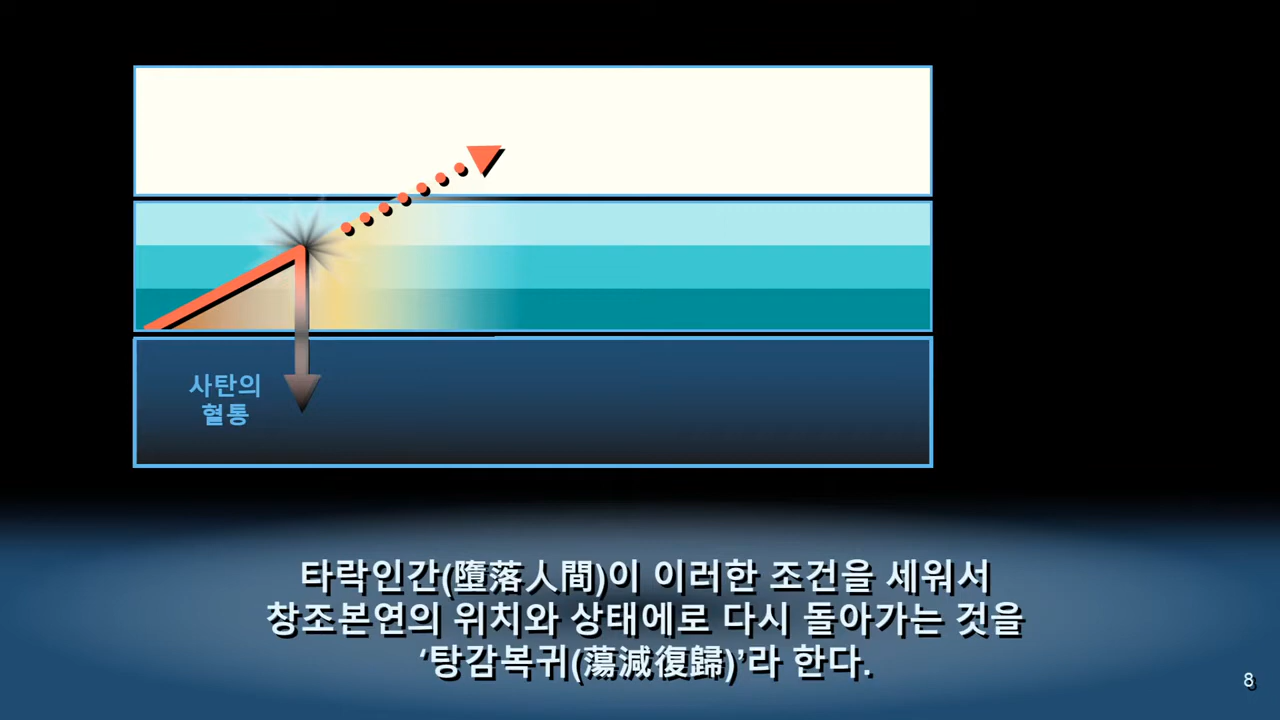 사탄의
혈통
타락인간(墮落人間)이 이러한 조건을 세워서
창조본연의 위치와 상태에로 다시 돌아가는 것을
‘탕감복귀(蕩減復歸)’라 한다.
8